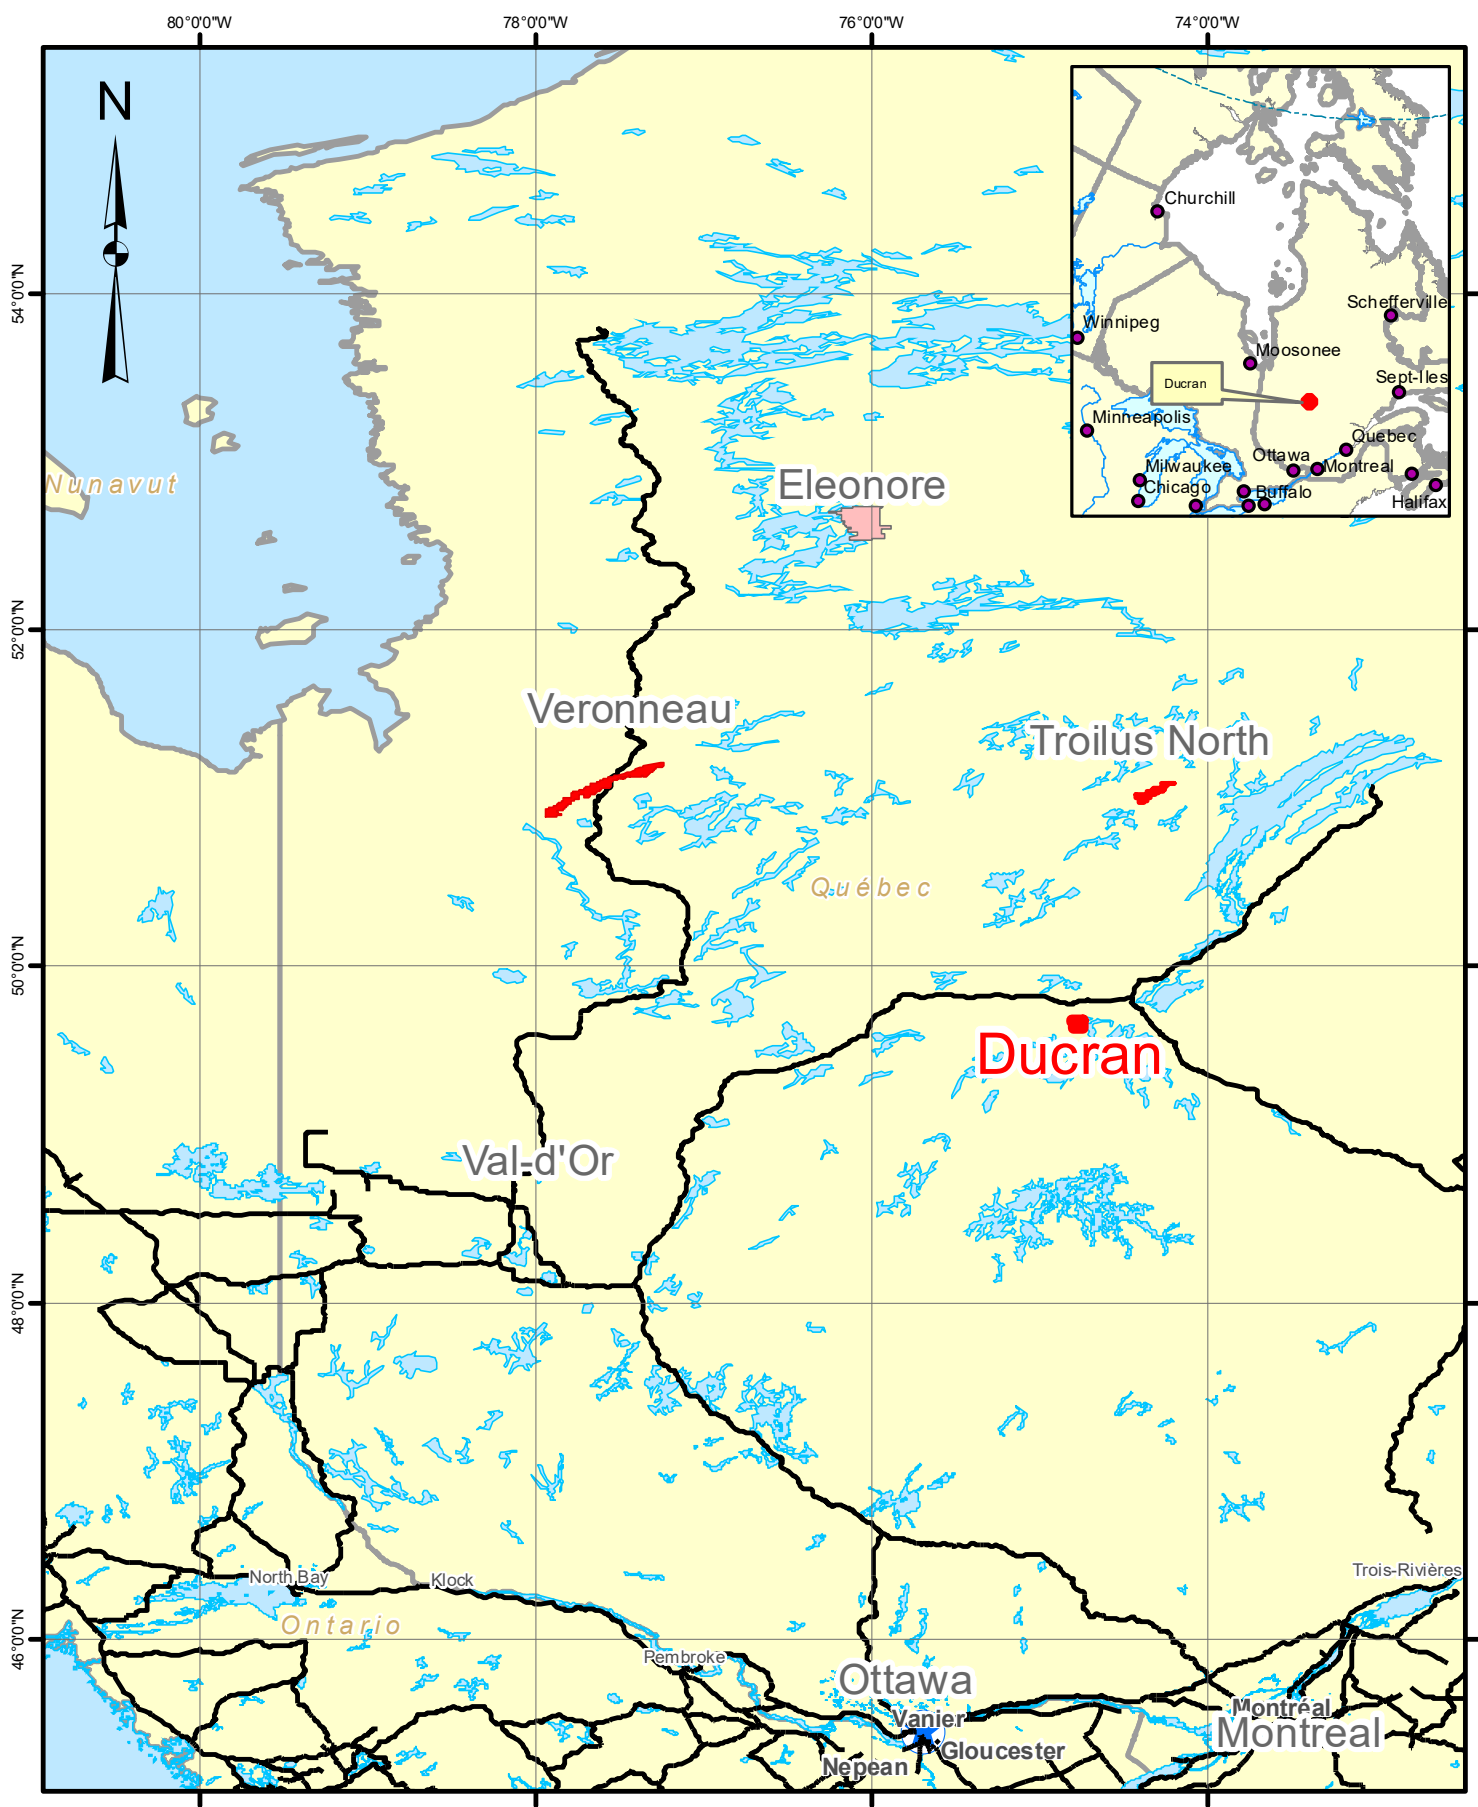 80°0'0"W
78°0'0"W
76°0'0"W
74°0'0"W
N
Churchill
54°0'0"N
Schefferville
Winnipeg
Moosonee
Sept-Iles
Ducran
Minneapolis
Quebec
Ottawa
Milwaukee
Montreal
Chicago
Buffalo
Halifax
Nunavut
Eleonore
52°0'0"N
Veronneau
Troilus North
Québec
50°0'0"N
Ducran
Val-d'Or
48°0'0"N
North Bay
Klock
Trois-Rivières
Ontario
46°0'0"N
Pembroke
Ottawa
Vanier
Montréal
Montreal
Gloucester
Nepean